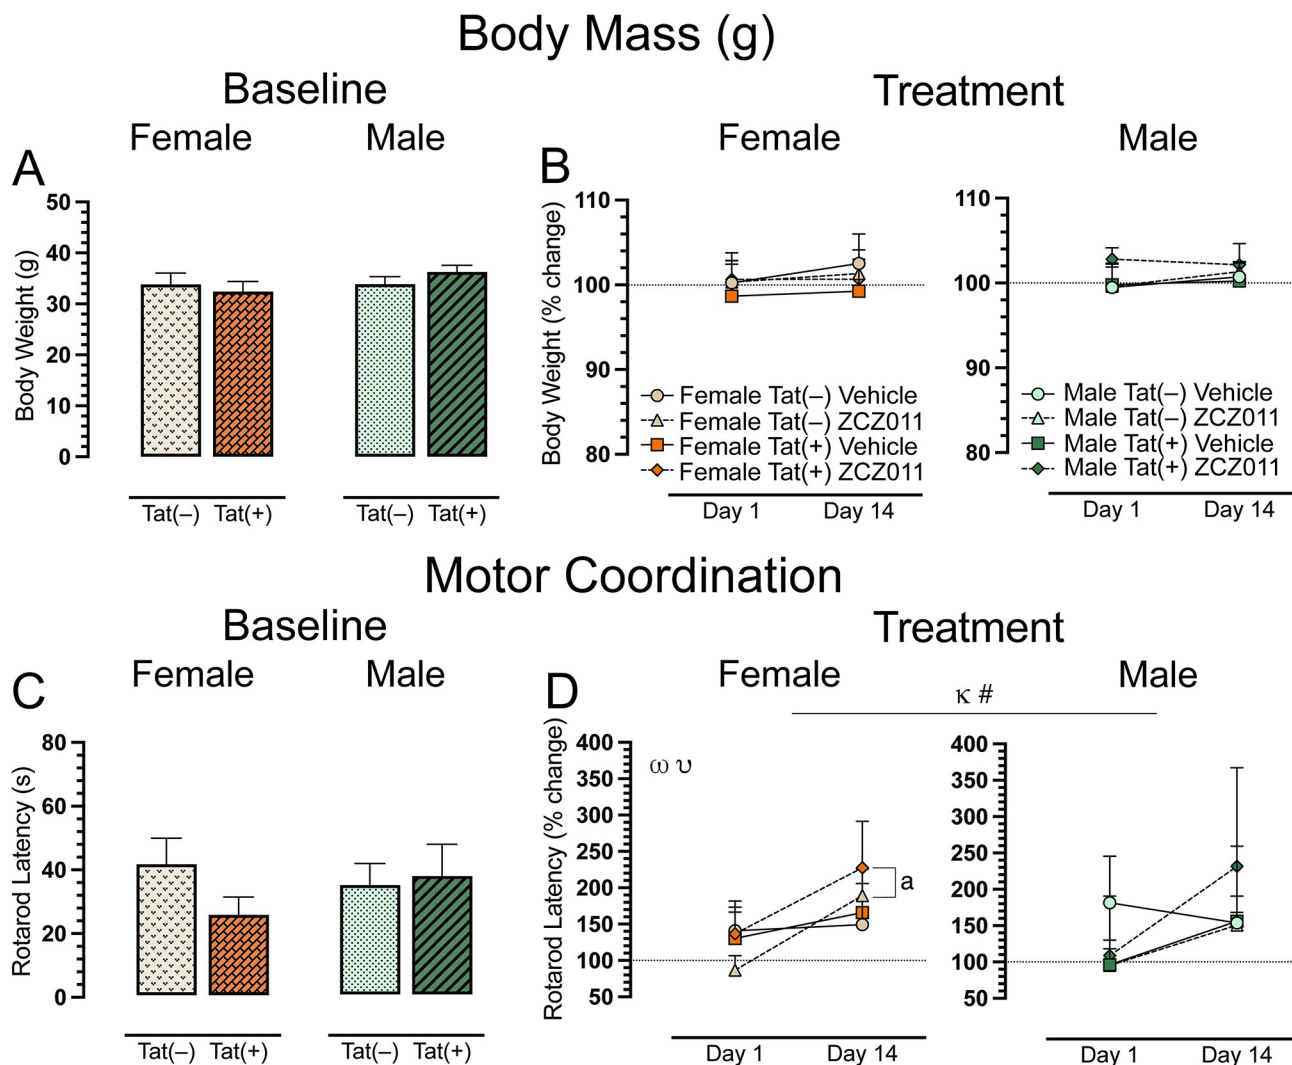 Body Mass (g)
Baseline
Treatment
Female
Male
Female
Male
A
Body Weight (g)
50
40
30
20
10
0
Tat(–)
Tat(+)
Tat(–)
Tat(+)
B
Body Weight (% change)
110
100
90
80
Female Tat(–) Vehicle
Female Tat(–) ZCZ011
Female Tat(+) Vehicle
Female Tat(+) ZCZ011
Day 1
Day 14
110
100
90
80
Male Tat(–) Vehicle
Male Tat(–) ZCZ011
Male Tat(+) Vehicle
Male Tat(+) ZCZ011
Day 1
Day 14
Motor Coordination
Baseline
Treatment
Female
Male
Female
Male
C
Rotarod Latency (s)
80
60
40
20
0
Tat(–)
Tat(+)
Tat(–)
Tat(+)
D
κ #
Rotarod Latency (% change)
400
350
300
250
200
150
100
50
ω υ
a
Day 1
Day 14
400
350
300
250
200
150
100
50
Day 1
Day 14